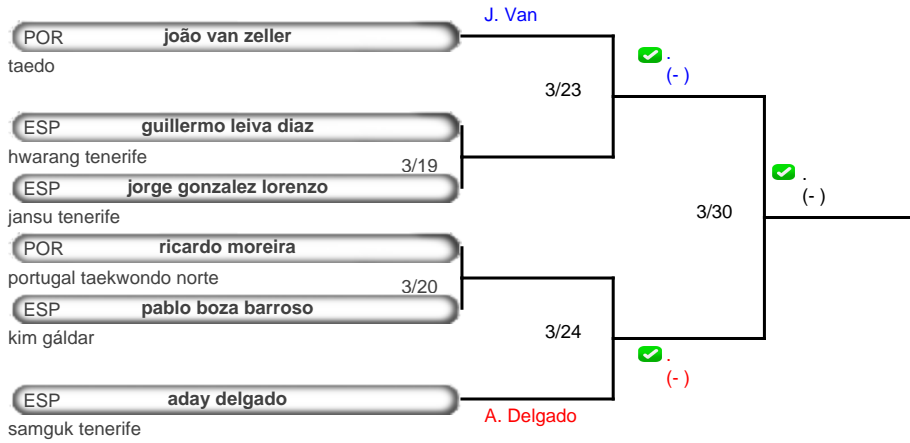 J. Van
POR joão van zeller
taedo
3/23
.
(- )
ESP guillermo leiva diaz
hwarang tenerife
3/19
ESP jorge gonzalez lorenzo
jansu tenerife
.
(- )
3/30
POR ricardo moreira
portugal taekwondo norte
3/20
ESP pablo boza barroso
kim gáldar
3/24
.
(- )
ESP aday delgado
A. Delgado
samguk tenerife